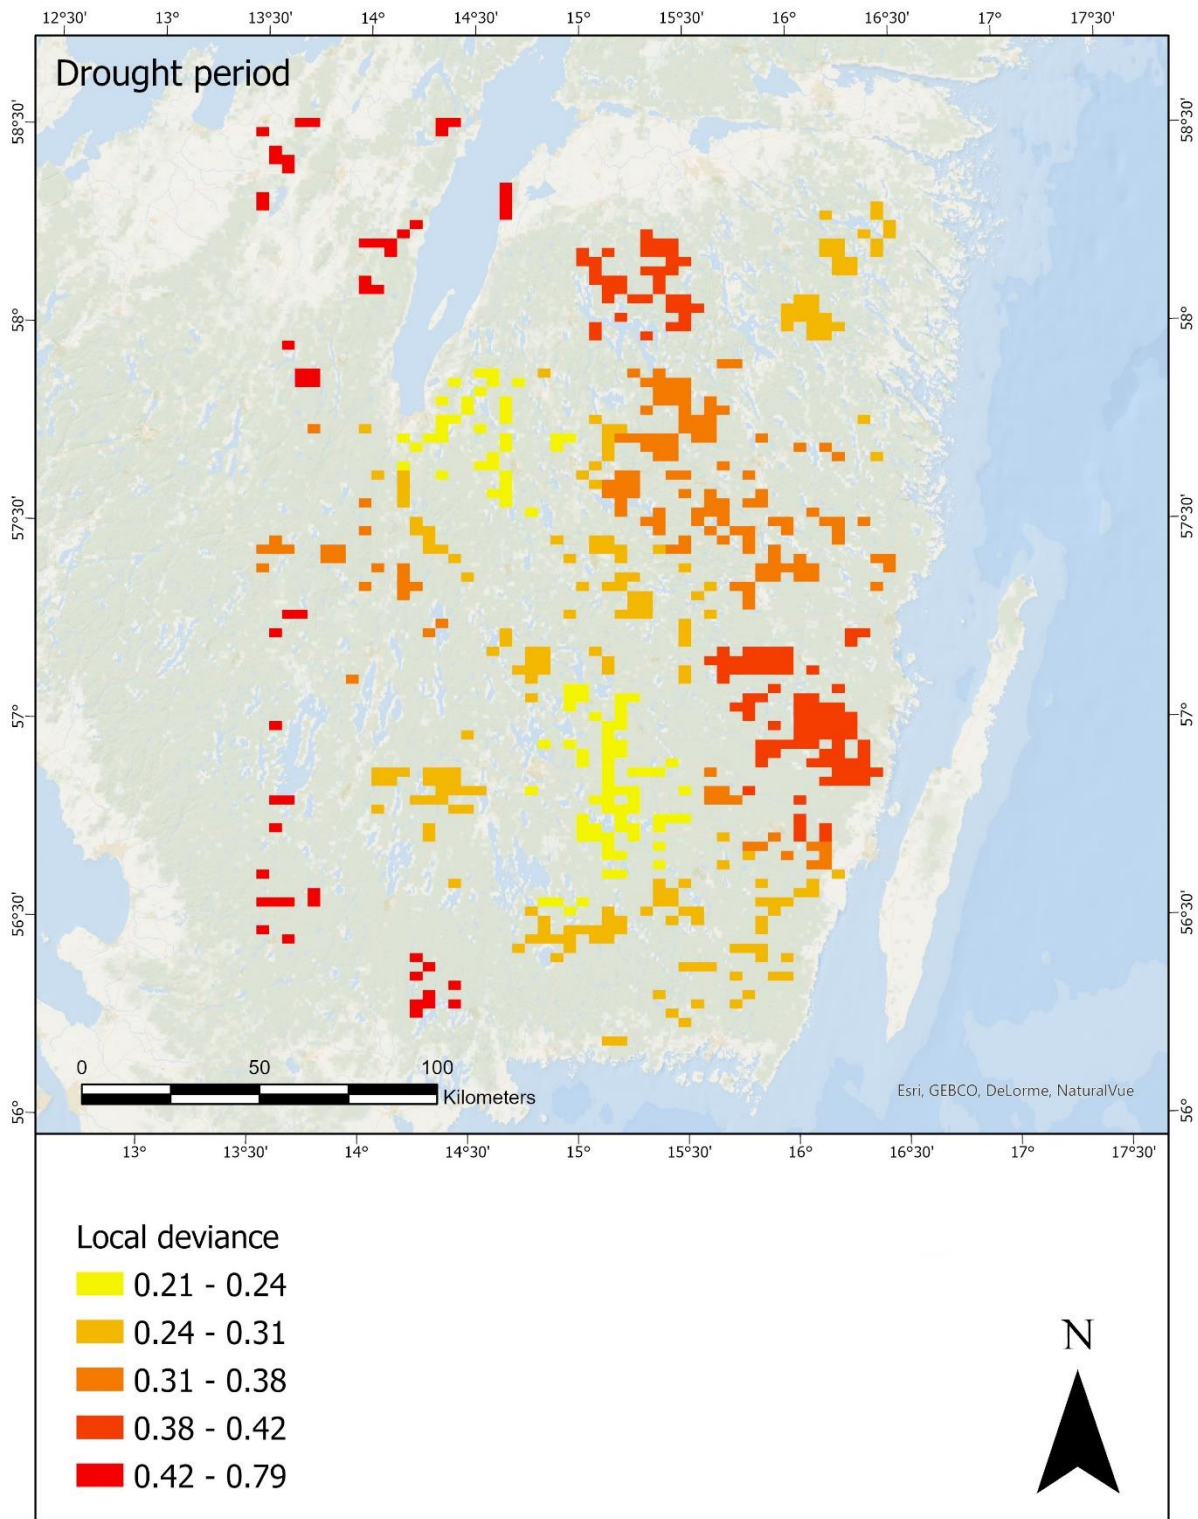 12°30' 13° 13°30' 14° 14°30' 15° 15°30' 16° 16°30' 17° 17°30'
Drought period
58°30' 58°30'
58° 58°
57°30' 57°30'
57° 57°
56°30' 56°30'
56° 56°
0 50 100
Kilometers
Esri, GEBCO, DeLorme, NaturalVue
13° 13°30' 14° 14°30' 15° 15°30' 16° 16°30' 17° 17°30'
Local deviance
0.21 - 0.24
0.24 - 0.31
0.31 - 0.38
0.38 - 0.42
0.42 - 0.79
N